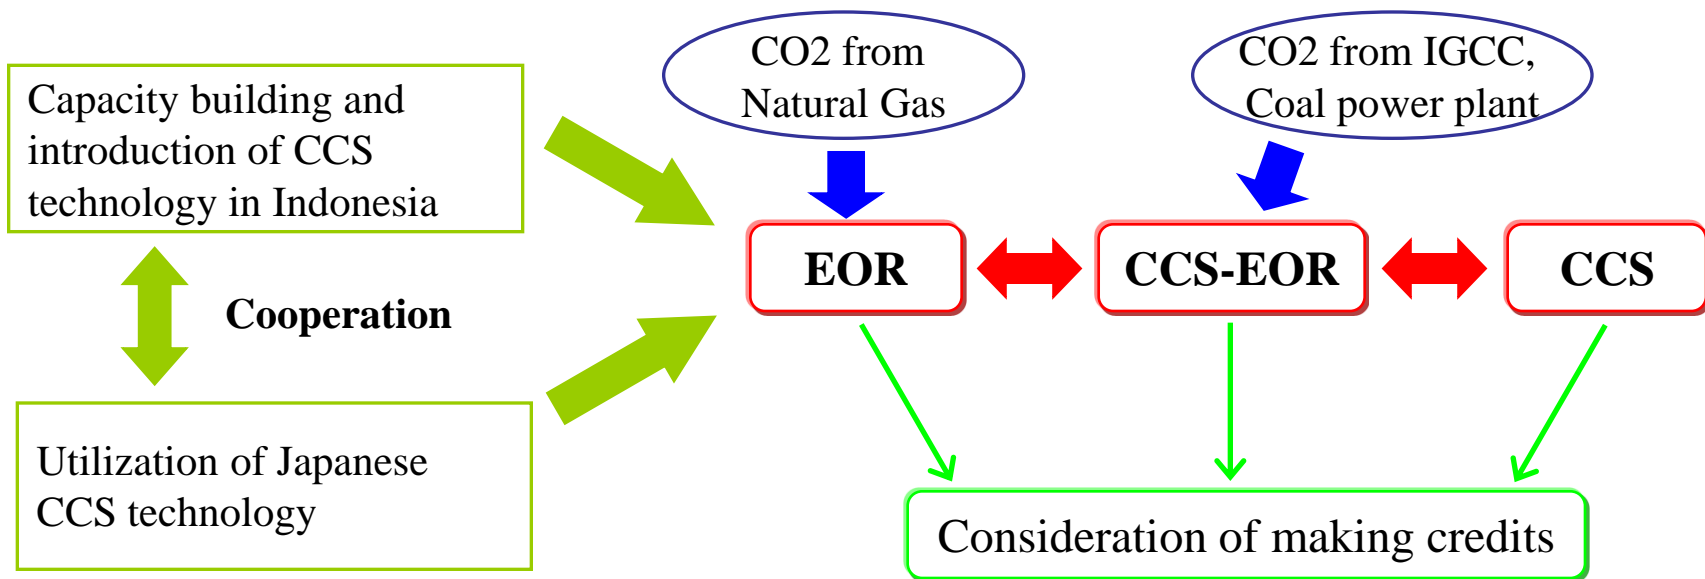 CO2 from
Natural Gas
CO2 from IGCC,
Coal power plant
Capacity building and
introduction of CCS
technology in Indonesia
EOR
CCS-EOR
CCS
Cooperation
Utilization of Japanese
CCS technology
Consideration of making credits